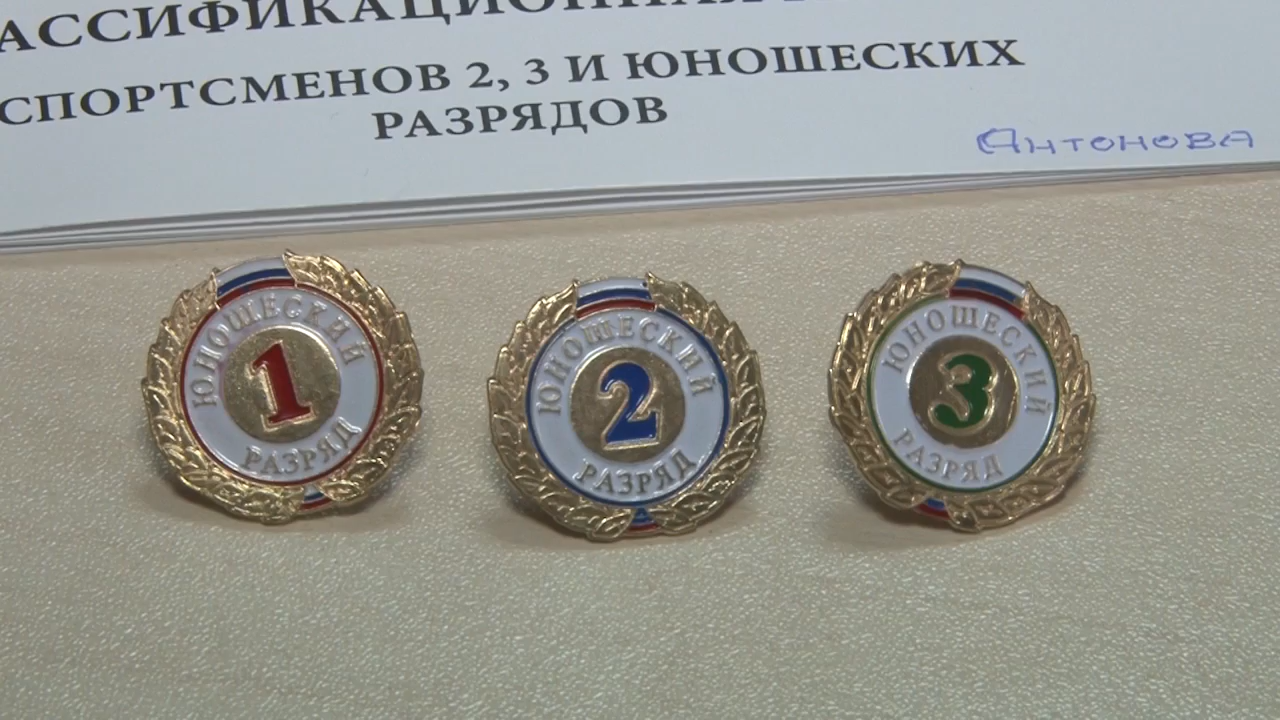 АССИФИКАЦИОННАЯ
СПОРТСМЕНОВ 2, 3 И ЮНОШЕСКИХ
РАЗРЯДОВ
Антонова
ЮНОШЕСКИЙ
1
РАЗРЯД
ЮНОШЕСКИЙ
2
РАЗРЯД
ЮНОШЕСКИЙ
3
РАЗРЯД